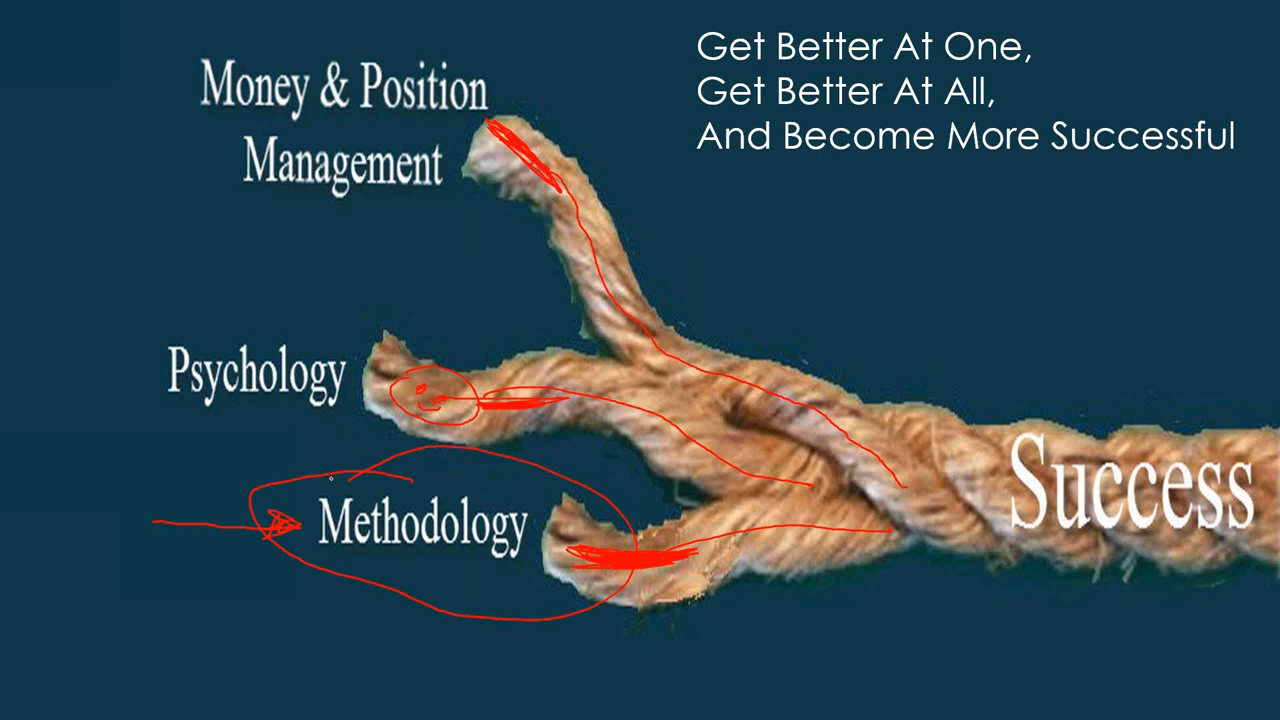 Get Better At One,
Get Better At All,
And Become More Successful
Money & Position
Management
Psychology
Methodology
Success